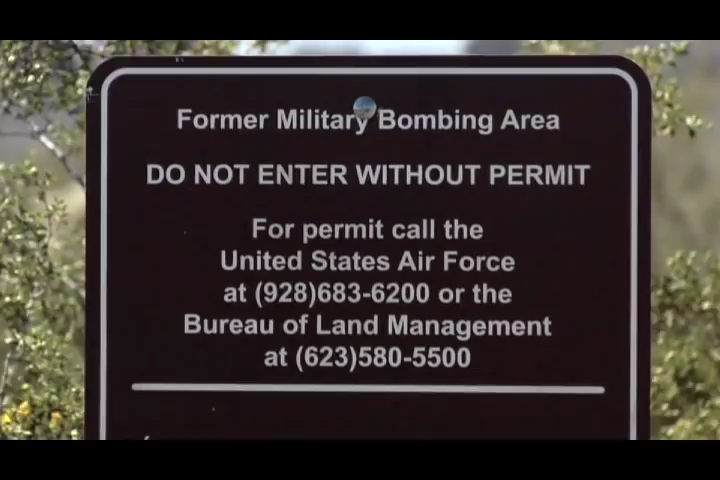 Former Military Bombing Area
DO NOT ENTER WITHOUT PERMIT
For permit call the
United States Air Force
at (928)683-6200 or the
Bureau of Land Management
at (623)580-5500